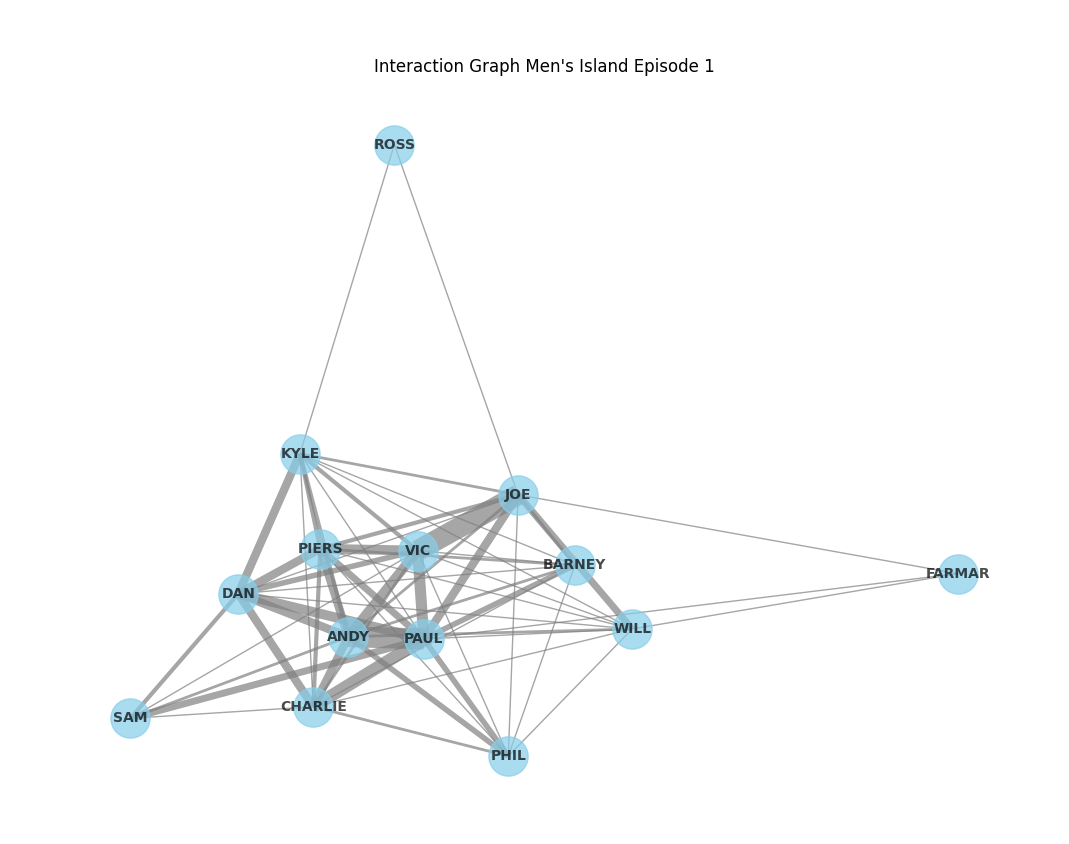 Interaction Graph Men's Island Episode 1
ROSS
KYLE
JOE
PIERS
VIC
BARNEY
FARMAR
DAN
WILL
ANDY
PAUL
CHARLIE
SAM
PHIL